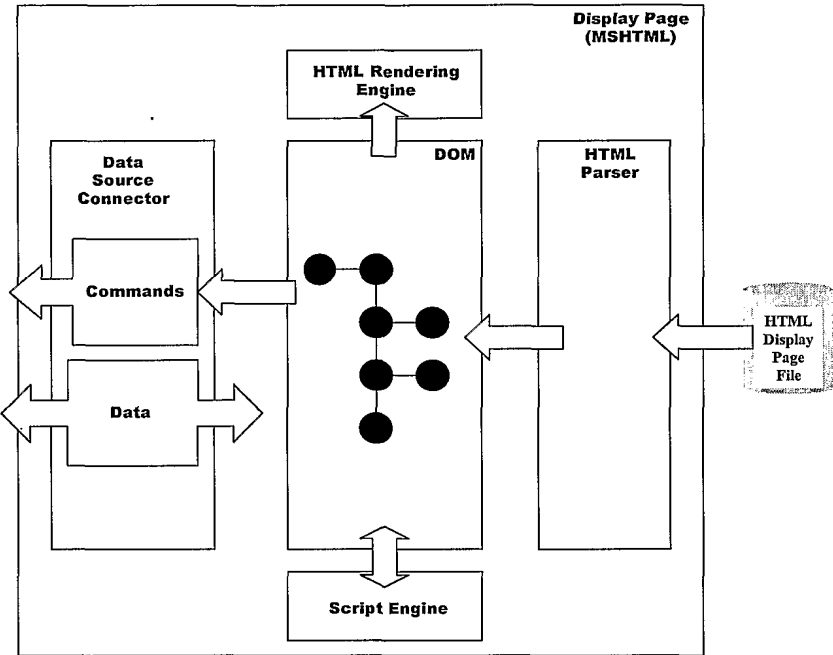 Display Page
(MSHTML)
HTML Rendering
Engine
Data
Source
Connector
DOM
HTML
Parser
Commands
Data
HTML
Display
Page
File
Script Engine